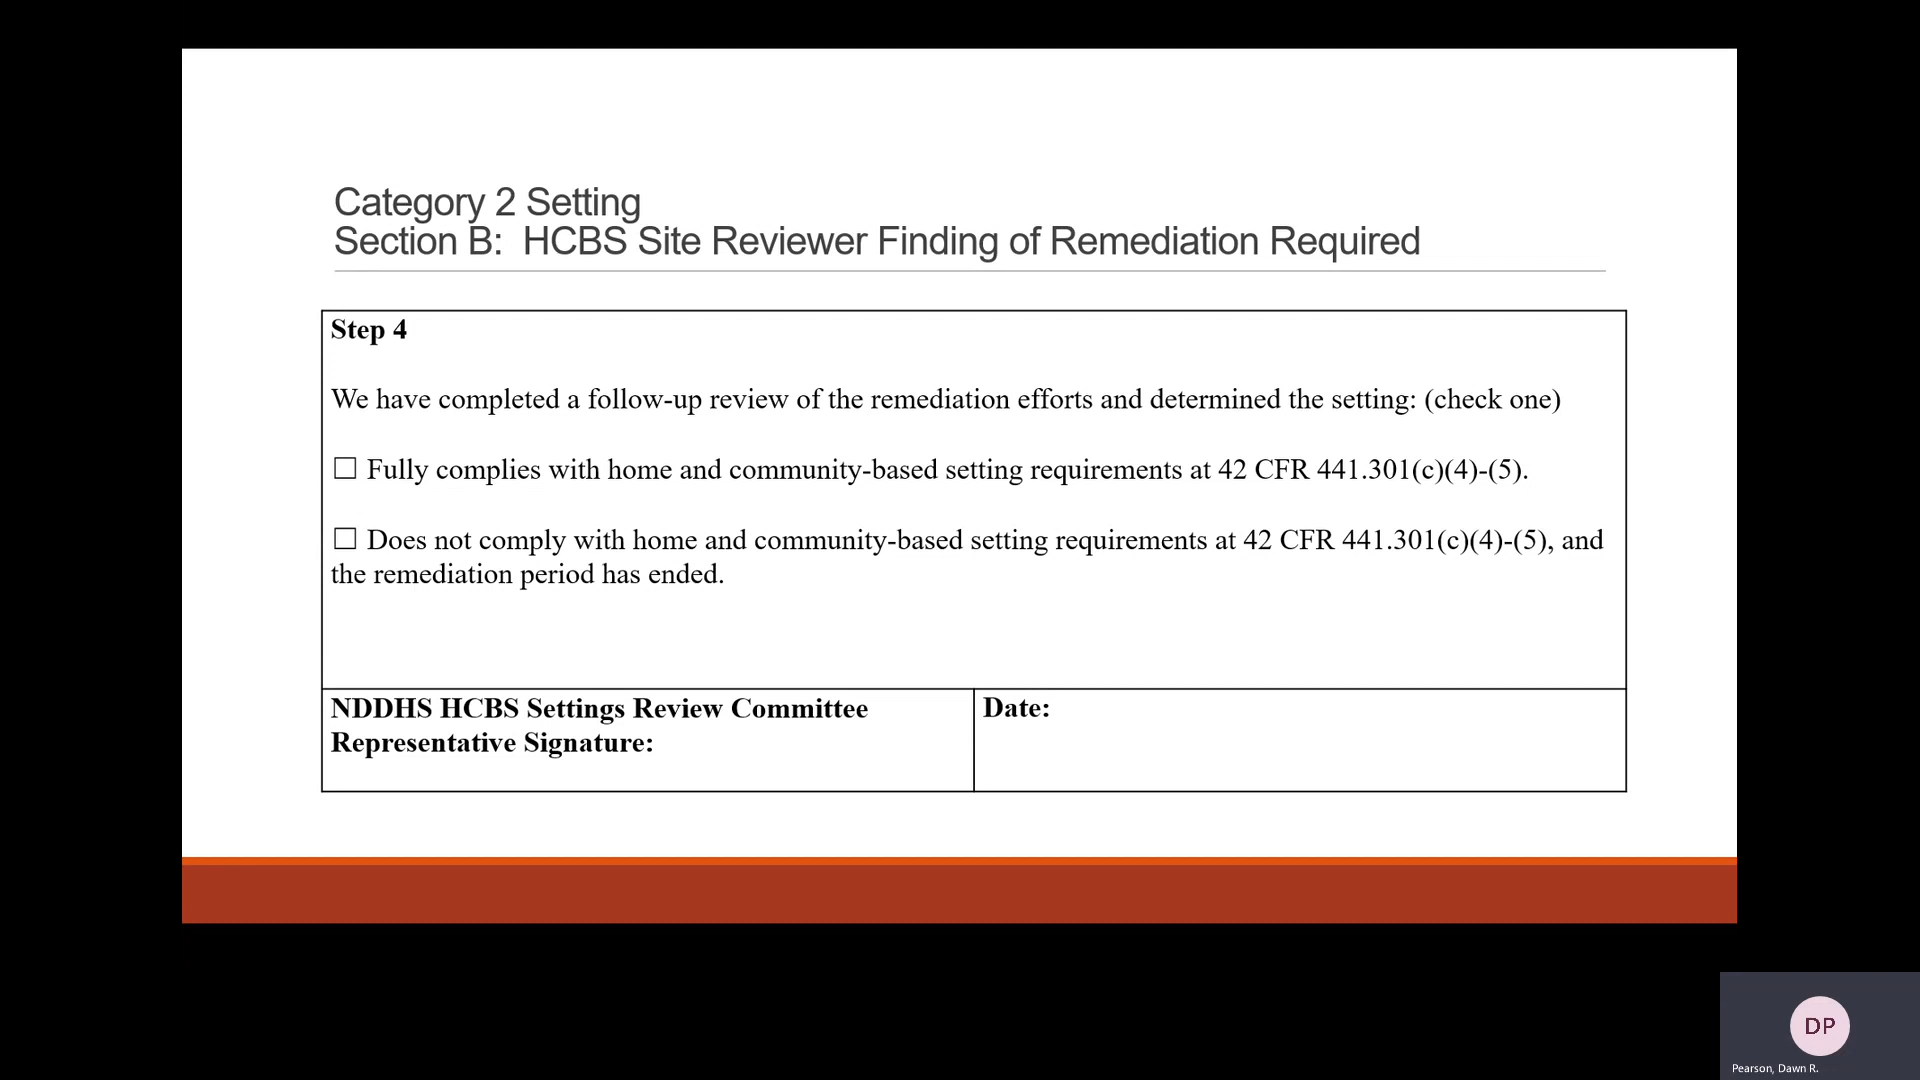 Category 2 Setting
Section B:  HCBS Site Reviewer Finding of Remediation Required
Step 4
We have completed a follow-up review of the remediation efforts and determined the setting: (check one)
☐ Fully complies with home and community-based setting requirements at 42 CFR 441.301(c)(4)-(5).
☐ Does not comply with home and community-based setting requirements at 42 CFR 441.301(c)(4)-(5), and
the remediation period has ended.
NDDHS HCBS Settings Review Committee
Representative Signature:
Date:
DP
Pearson, Dawn R.